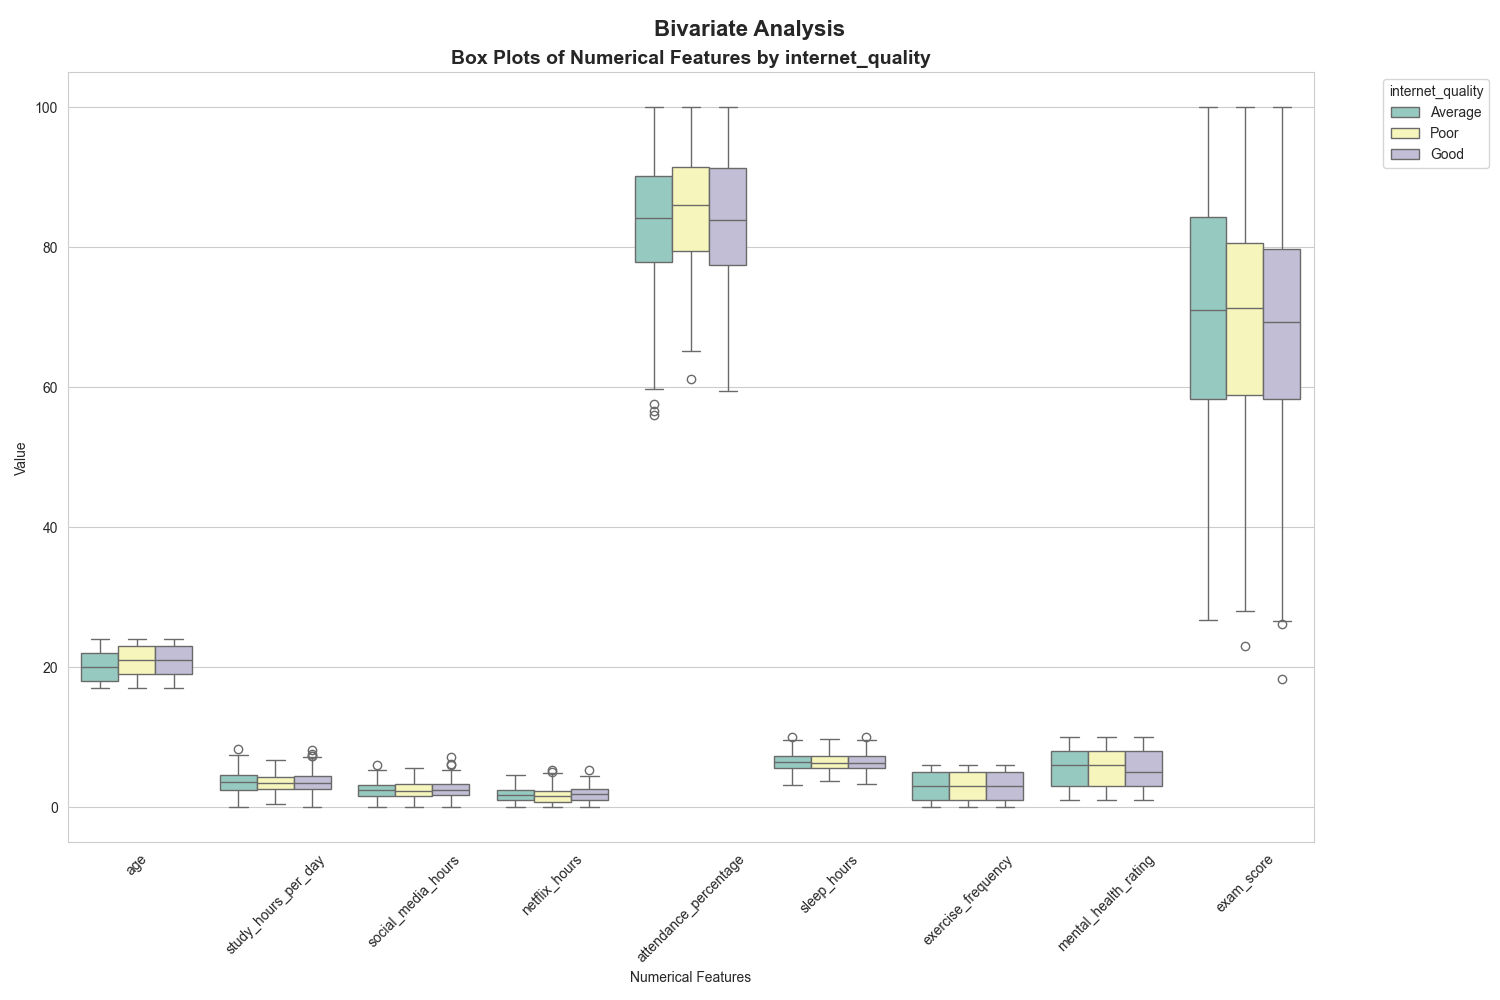 Bivariate Analysis
Box Plots of Numerical Features by internet_quality
internet_quality
Average
Poor
Good
100
80
60
40
20
0
Value
age
study_hours_per_day
social_media_hours
netflix_hours
attendance_percentage
sleep_hours
exercise_frequency
mental_health_rating
exam_score
Numerical Features